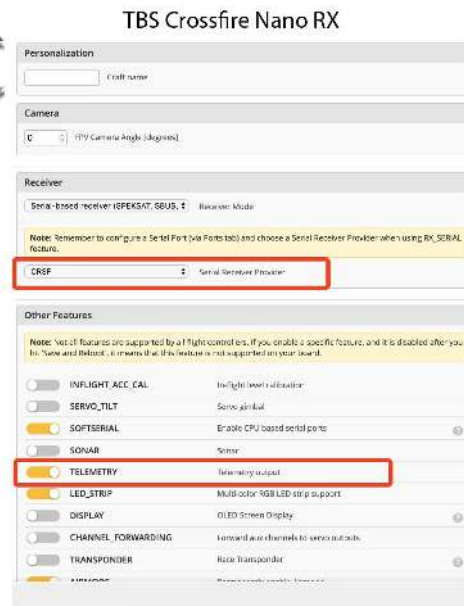 TBS Crossfire Nano RX
Personalization
Craft name
Camera
0 FPV Camera Angle [degrees]
Receiver
Serial-based receiver (SPEKSAT, SBUS, Receiver Mode
Note: Remember to configure a Serial Port (via Ports tab) and choose a Serial Receiver Provider when using RX_SERIAL
feature.
CRSF Serial Receiver Provider
Other Features
Note: Not all features are supported by all flight controllers. If you enable a specific feature, and it is disabled after you
hit 'Save and Reboot', it means that this feature is not supported on your board.
INFLIGHT_ACC_CAL In-flight level calibration
SERVO_TILT Servo gimbal
SOFTSERIAL Enable CPU based serial ports
SONAR Sonar
TELEMETRY Telemetry output
LED_STRIP Multi-color RGB LED strip support
DISPLAY OLED Screen Display
CHANNEL_FORWARDING Forward aux channels to servo outputs
TRANSPONDER Race Transponder
AIRMODE